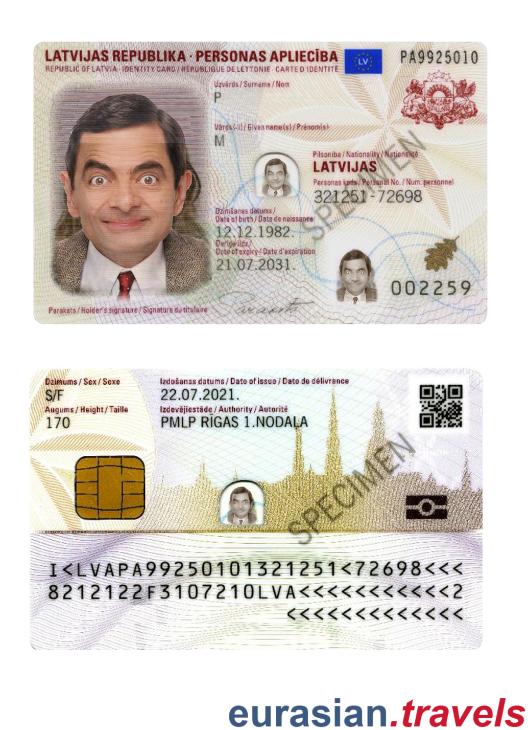 LATVIJAS REPUBLIKA · PERSONAS APLIECĪBA LV PA9925010
REPUBLIC OF LATVIA · IDENTITY CARD / RÉPUBLIQUE DE LETTONIE · CARTE D'IDENTITÉ
Uzvārds / Surname / Nom
P
Vārds(-i) / Given name(s) / Prénom(s)
M
Pilsonība / Nationality / Nationalité
LATVIJAS
Personas kods / Personal No. / Num. personnel
321251-72698
SPECIMEN
Dzimšanas datums /
Date of birth / Date de naissance
12.12.1982.
Derīga līdz /
Date of expiry / Date d'expiration
21.07.2031.
002259
Paraksts / Holder's signature / Signature du titulaire
Dzimums / Sex / Sexe
S/F
Augums / Height / Taille
170
Izdošanas datums / Date of issue / Date de délivrance
22.07.2021.
Izdevējiestāde / Authority / Autorité
PMLP RĪGAS 1.NODAĻA
SPECIMEN
I<LVAPA99250101321251<72698<<<
8212122F3107210LVA<<<<<<<<<<<2
<<<<<<<<<<<<<
eurasian.travels